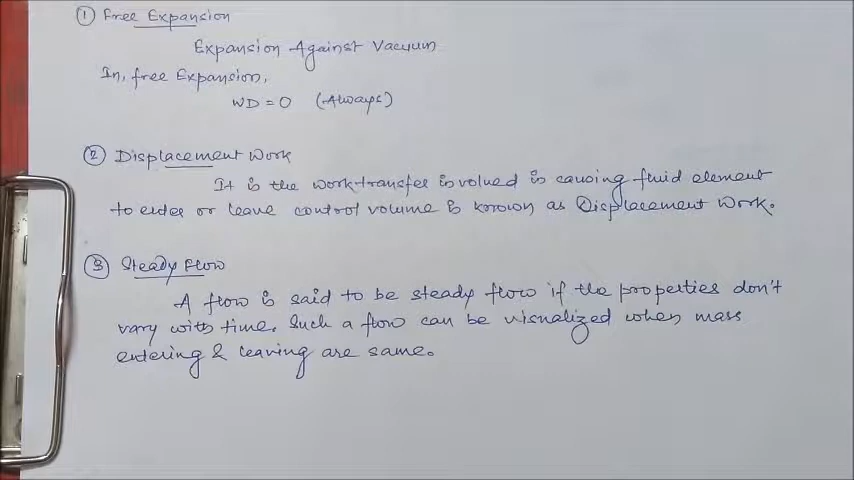 ① Free Expansion
Expansion Against Vacuum
In, free Expansion,
WD = 0 (Always)
② Displacement Work
It is the work transfer involved in causing fluid element
to enter or leave control volume is known as Displacement Work.
③ Steady Flow
A flow is said to be steady flow if the properties don't
vary with time. Such a flow can be visualized when mass
entering & leaving are same.